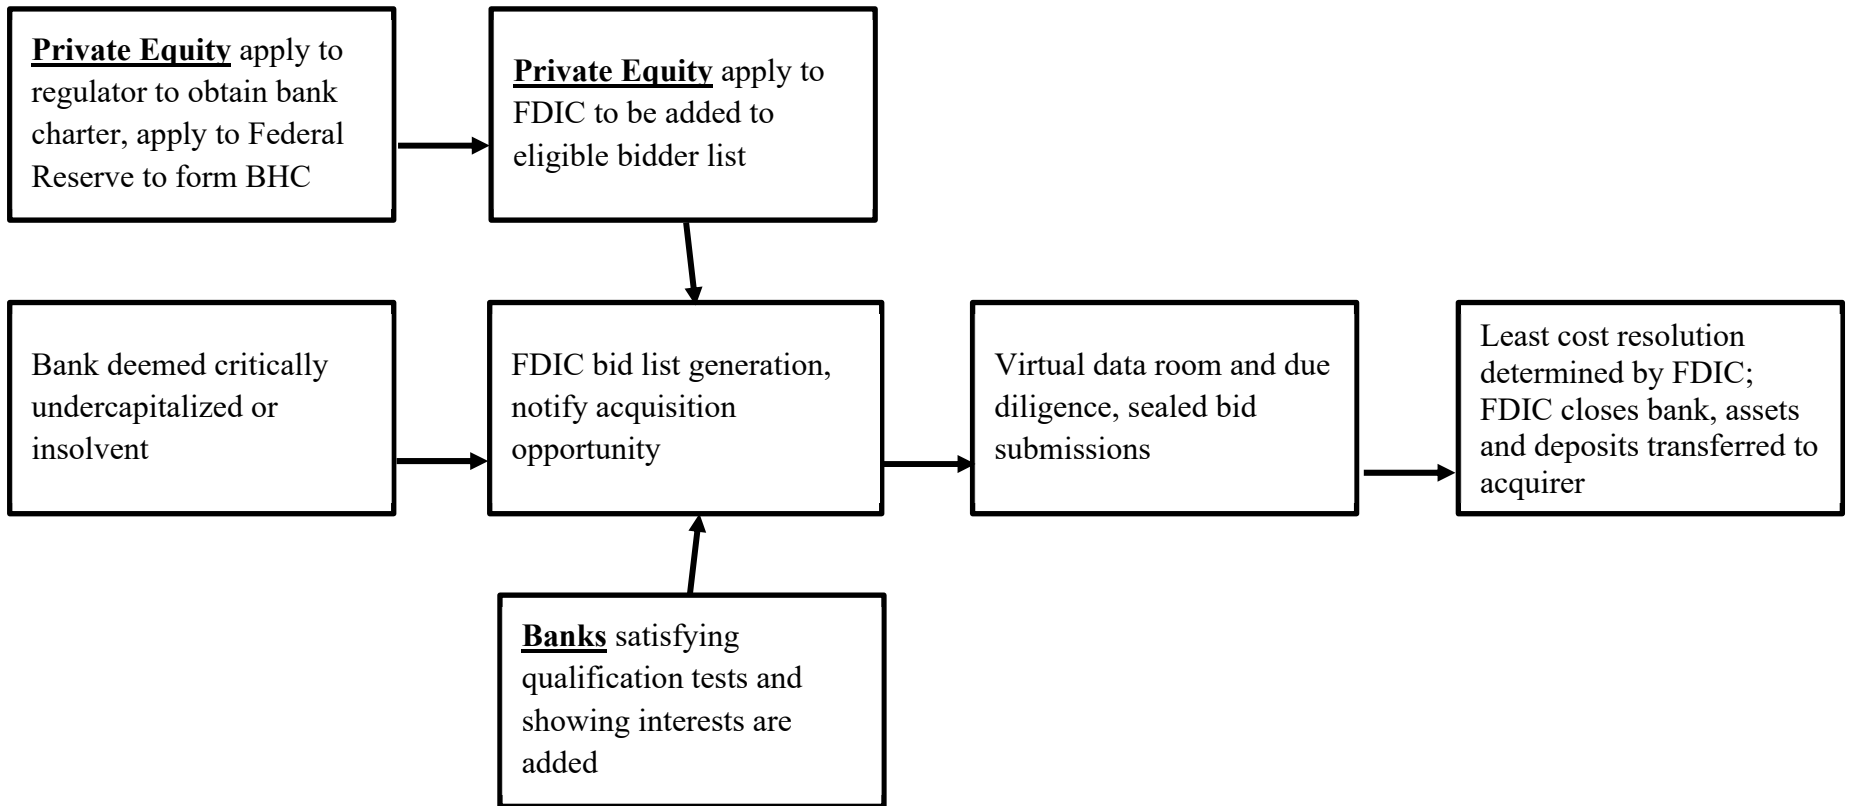 Private Equity apply to
regulator to obtain bank
charter, apply to Federal
Reserve to form BHC
Private Equity apply to
FDIC to be added to
eligible bidder list
Bank deemed critically
undercapitalized or
insolvent
FDIC bid list generation,
notify acquisition
opportunity
Virtual data room and due
diligence, sealed bid
submissions
Least cost resolution
determined by FDIC;
FDIC closes bank, assets
and deposits transferred to
acquirer
Banks satisfying
qualification tests and
showing interests are
added